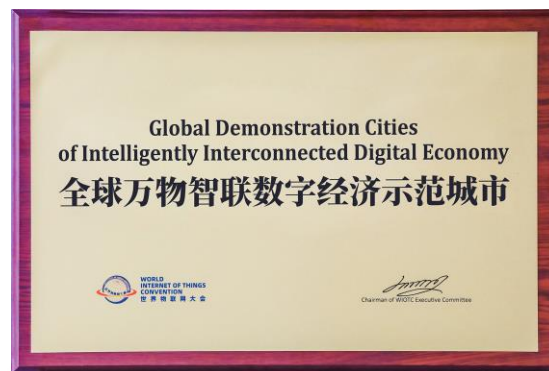 Global Demonstration Cities
of Intelligently Interconnected Digital Economy
全球万物智联数字经济示范城市
WORLD
INTERNET OF THINGS
CONVENTION
世界物联网大会
Chairman of WIOTC Executive Committee